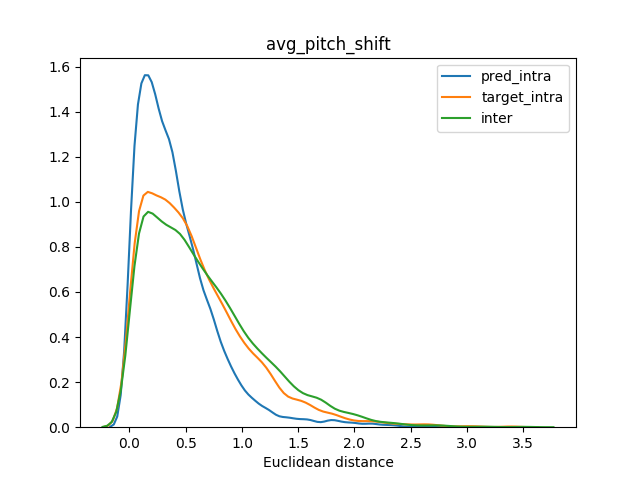 avg_pitch_shift
1.6
1.4
1.2
1.0
0.8
0.6
0.4
0.2
0.0
pred_intra
target_intra
inter
0.0 0.5 1.0 1.5 2.0 2.5 3.0 3.5
Euclidean distance